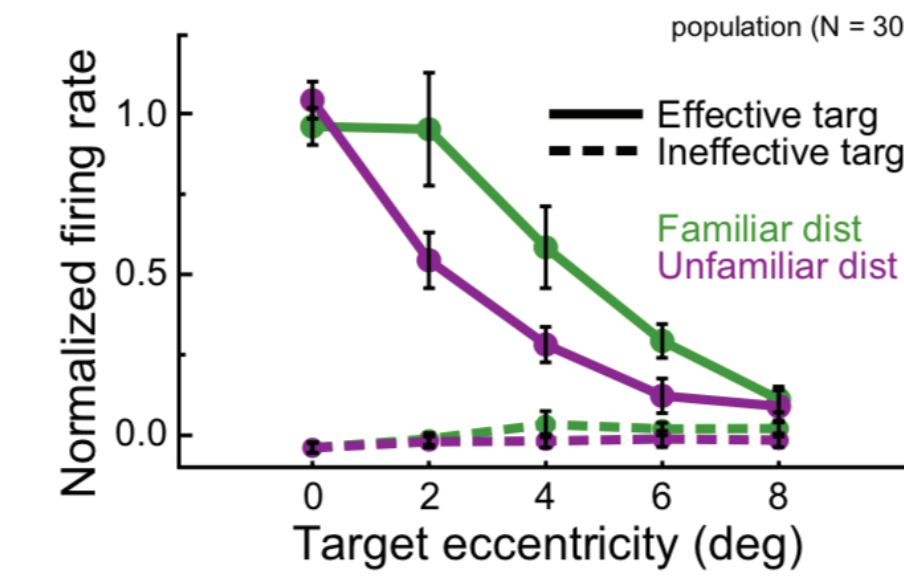 population (N = 30
Normalized firing rate
1.0
0.5
0.0
Effective targ
Ineffective targ
Familiar dist
Unfamiliar dist
0 2 4 6 8
Target eccentricity (deg)